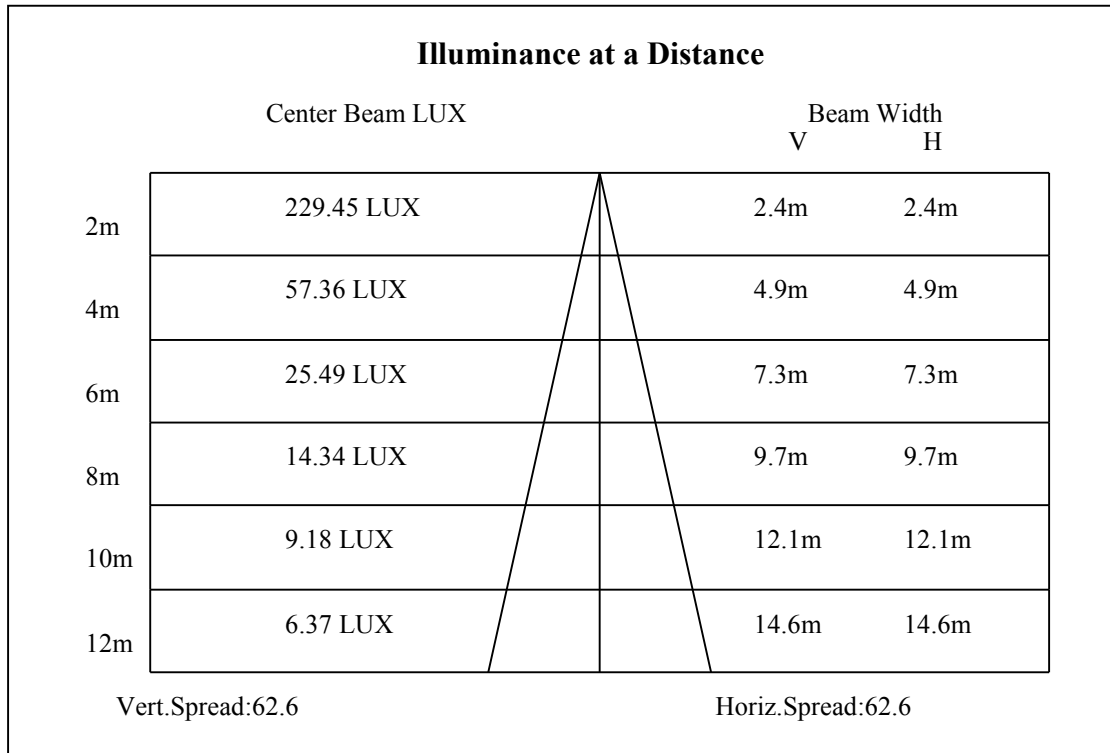 Illuminance at a Distance
Center Beam LUX Beam Width
V H
2m 229.45 LUX 2.4m 2.4m
4m 57.36 LUX 4.9m 4.9m
6m 25.49 LUX 7.3m 7.3m
8m 14.34 LUX 9.7m 9.7m
10m 9.18 LUX 12.1m 12.1m
12m 6.37 LUX 14.6m 14.6m
Vert.Spread:62.6 Horiz.Spread:62.6